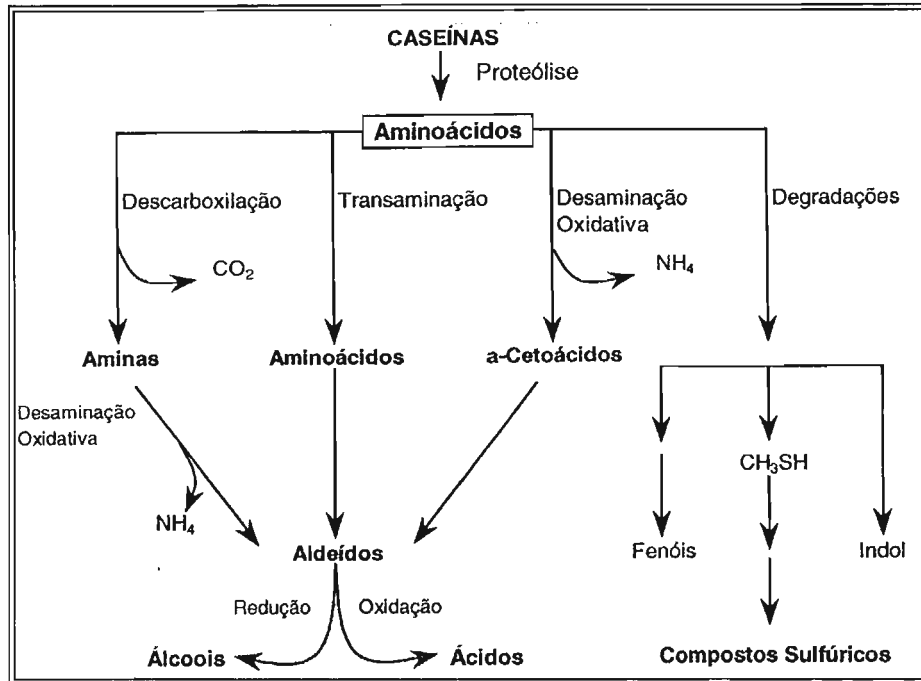 CASEÍNAS
Proteólise
Aminoácidos
Descarboxilação
Transaminação
Desaminação
Oxidativa
Degradações
CO₂
NH₄
Aminas
Aminoácidos
a-Cetoácidos
Desaminação
Oxidativa
NH₄
CH₃SH
Aldeídos
Fenóis
Indol
Redução
Oxidação
Álcoois
Ácidos
Compostos Sulfúricos